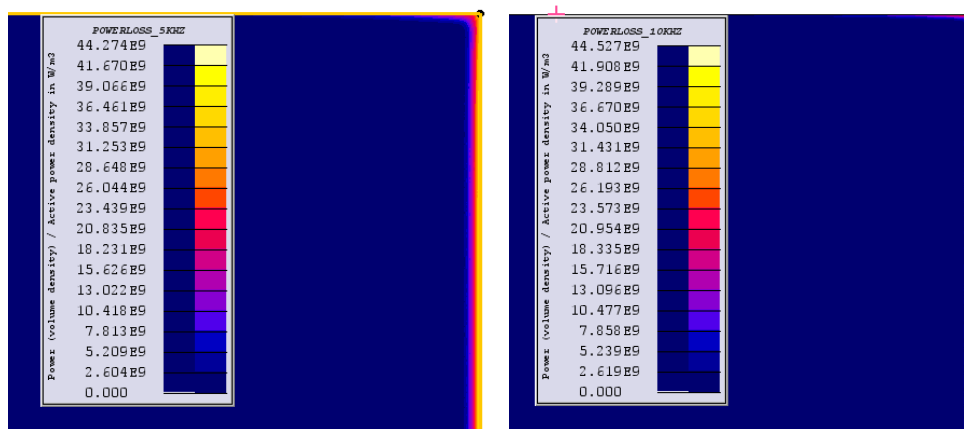 POWERLOSS_5KHZ
Power (volume density) / Active power density in W/m3
44.274E9
41.670E9
39.066E9
36.461E9
33.857E9
31.253E9
28.648E9
26.044E9
23.439E9
20.835E9
18.231E9
15.626E9
13.022E9
10.418E9
7.813E9
5.209E9
2.604E9
0.000
POWERLOSS_10KHZ
Power (volume density) / Active power density in W/m3
44.527E9
41.908E9
39.289E9
36.670E9
34.050E9
31.431E9
28.812E9
26.193E9
23.573E9
20.954E9
18.335E9
15.716E9
13.096E9
10.477E9
7.858E9
5.239E9
2.619E9
0.000